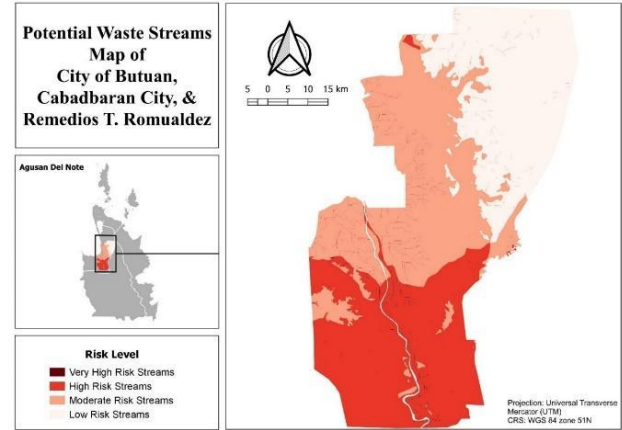 Potential Waste Streams
Map of
City of Butuan,
Cabadbaran City, &
Remedios T. Romualdez
5 0 5 10 15 km
Agusan Del Note
Risk Level
Very High Risk Streams
High Risk Streams
Moderate Risk Streams
Low Risk Streams
Projection: Universal Transverse
Mercator (UTM)
CRS: WGS 84 zone 51N